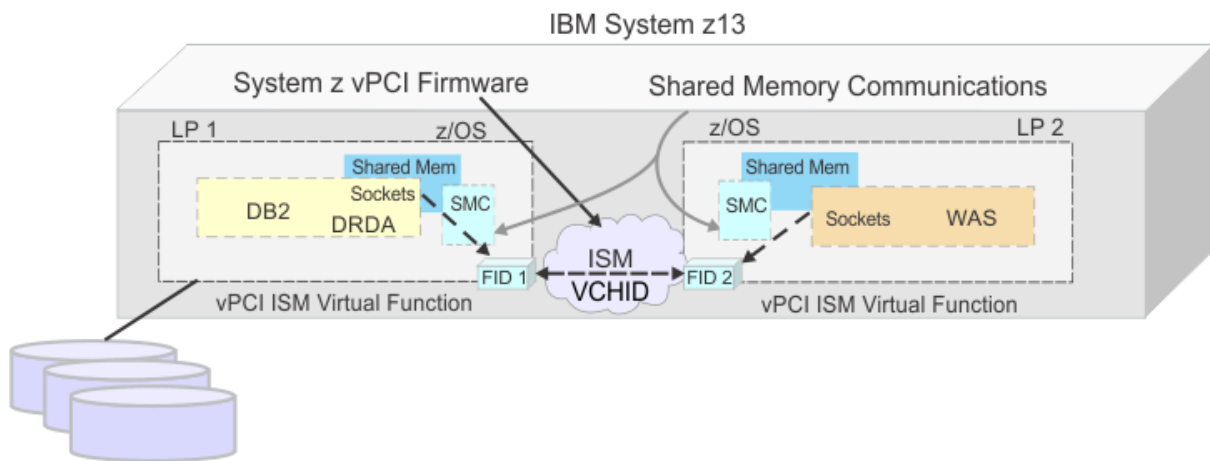 IBM System z13
System z vPCI Firmware
Shared Memory Communications
LP 1
z/OS
Shared Mem
Sockets
DB2
DRDA
SMC
FID 1
vPCI ISM Virtual Function
ISM
VCHID
z/OS
LP 2
Shared Mem
SMC
Sockets
WAS
FID 2
vPCI ISM Virtual Function